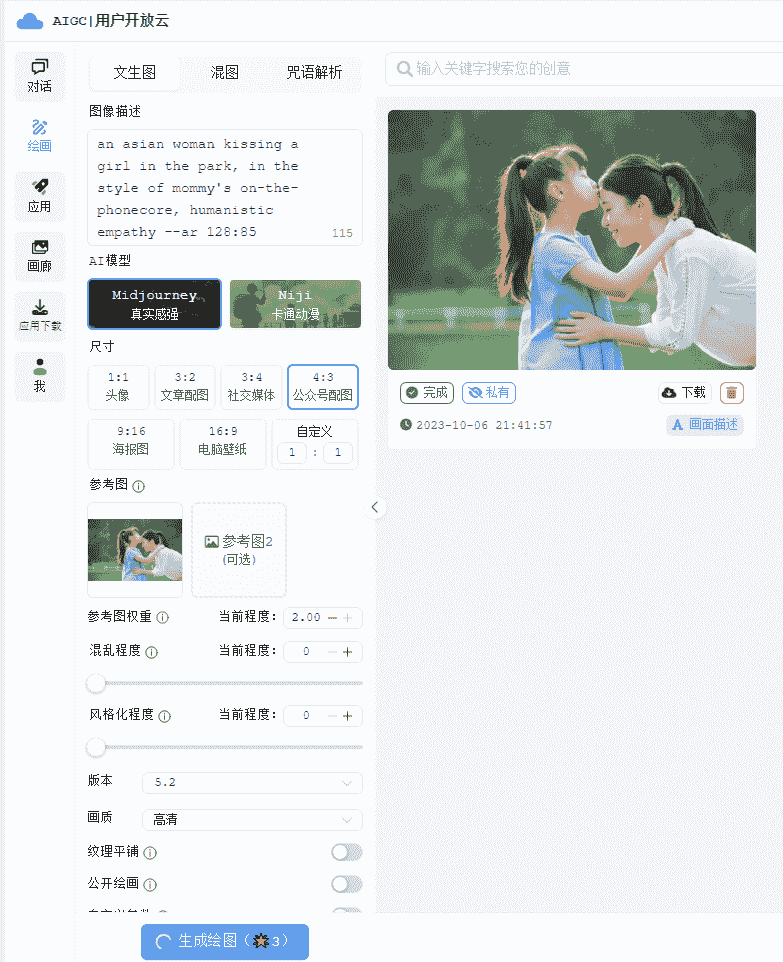 AIGC|用户开放云
对话
绘画
应用
画廊
应用下载
我
文生图 混图 咒语解析
图像描述
an asian woman kissing a
girl in the park, in the
style of mommy's on-the-
phonecore, humanistic
empathy --ar 128:85
115
AI模型
Midjourney
真实感强
Niji
卡通动漫
尺寸
1:1
头像
3:2
文章配图
3:4
社交媒体
4:3
公众号配图
9:16
海报图
16:9
电脑壁纸
自定义
1 : 1
参考图
参考图2
(可选)
参考图权重 当前程度: 2.00
混乱程度 当前程度: 0
风格化程度 当前程度: 0
版本 5.2
画质 高清
纹理平铺
公开绘画
生成绘图（3）
输入关键字搜索您的创意
完成 私有 下载
2023-10-06 21:41:57 画面描述